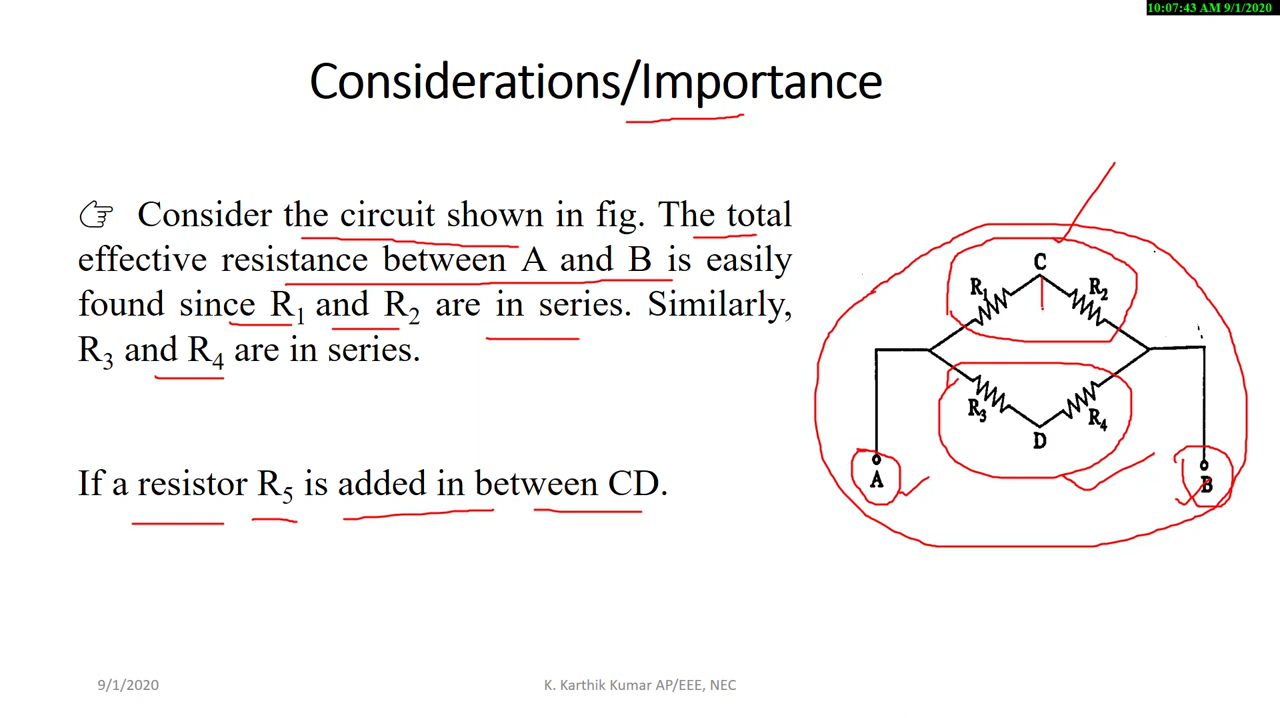 10:07:43 AM 9/1/2020
Considerations/Importance
☞ Consider the circuit shown in fig. The total
effective resistance between A and B is easily
found since R₁ and R₂ are in series. Similarly,
R₃ and R₄ are in series.
If a resistor R₅ is added in between CD.
C
R₁
R₂
R₃
R₄
D
A
B
9/1/2020
K. Karthik Kumar AP/EEE, NEC